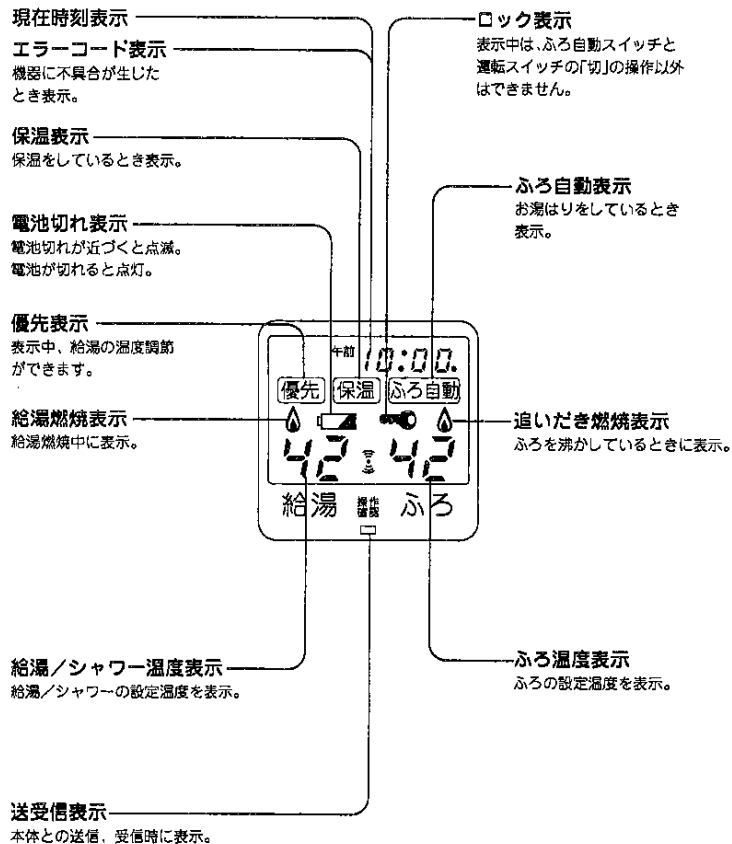 現在時刻表示
エラーコード表示
機器に不具合が生じた
とき表示。
保温表示
保温をしているとき表示。
電池切れ表示
電池切れが近づくと点滅。
電池が切れると点灯。
優先表示
表示中、給湯の温度調節
ができます。
給湯燃焼表示
給湯燃焼中に表示。
ロック表示
表示中は、ふろ自動スイッチと
運転スイッチの「切」の操作以外
はできません。
ふろ自動表示
お湯はりをしているとき
表示。
追いだき燃焼表示
ふろを沸かしているときに表示。
午前 10:00.
優先 保温 ふろ自動
42 42
給湯 操作確認 ふろ
給湯／シャワー温度表示
給湯／シャワーの設定温度を表示。
ふろ温度表示
ふろの設定温度を表示。
送受信表示
本体との送信，受信時に表示。